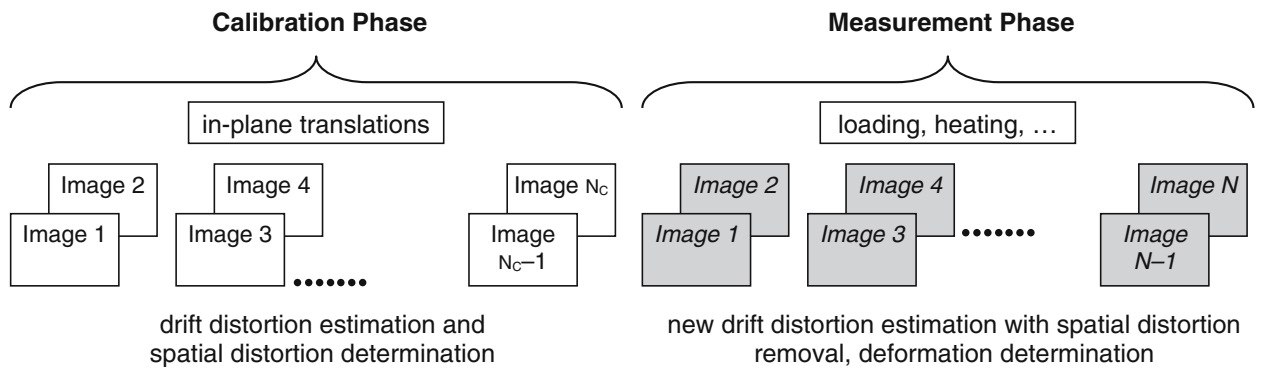 Calibration Phase
in-plane translations
Image 2
Image 1
Image 4
Image 3
.......
Image Nc
Image
Nc–1
drift distortion estimation and
spatial distortion determination
Measurement Phase
loading, heating, …
Image 2
Image 1
Image 4
Image 3
.......
Image N
Image
N–1
new drift distortion estimation with spatial distortion
removal, deformation determination